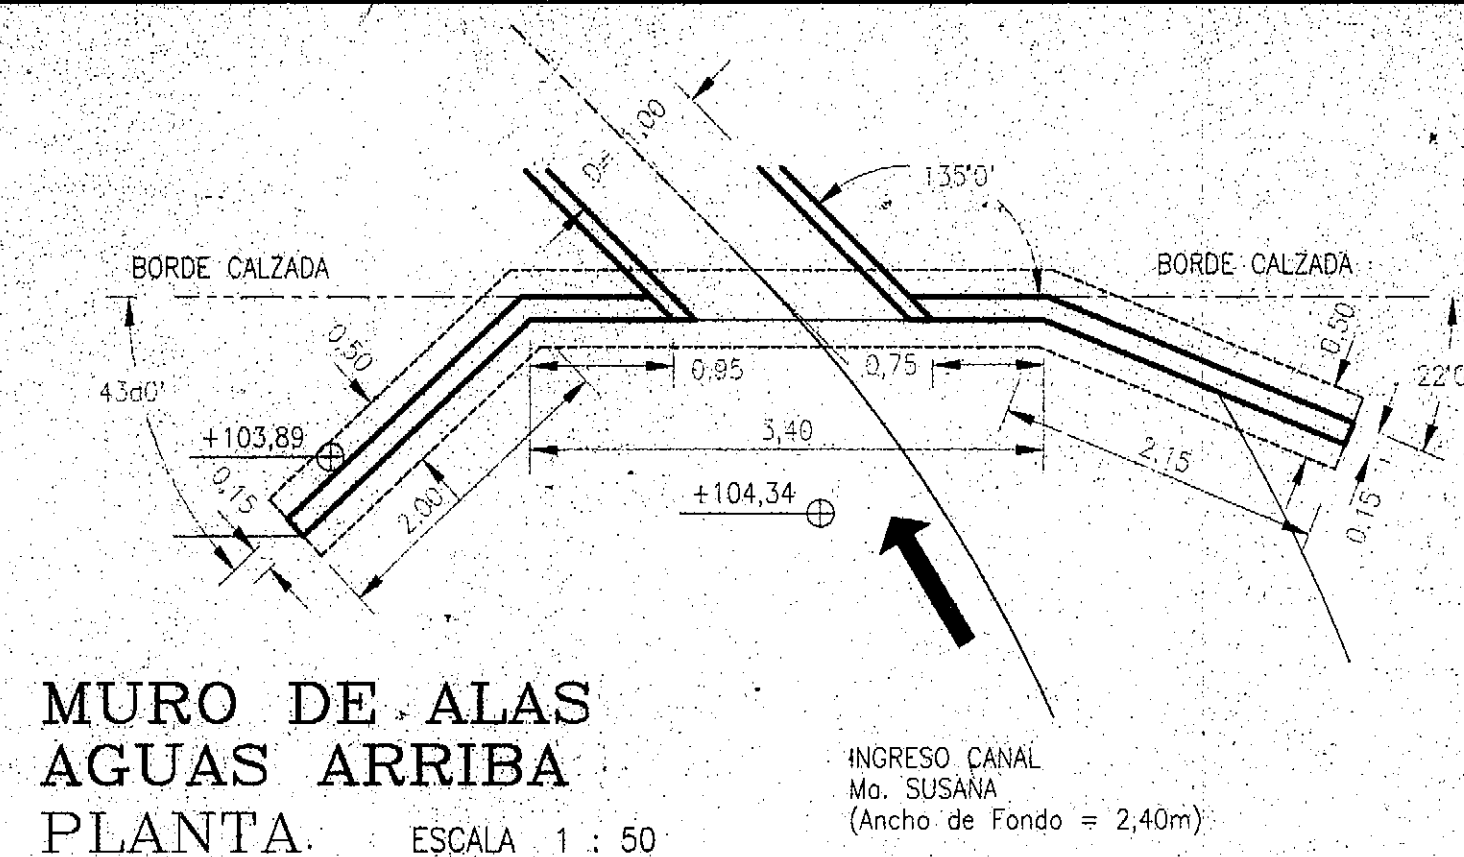 D= 1.00
135°0'
BORDE CALZADA
BORDE CALZADA
0,50
0,50
43d0'
0,95
0,75
22°0
+103,89
3,40
2,15
0,15
2.00
+104,34
0.15
MURO DE ALAS
AGUAS ARRIBA
PLANTA.
ESCALA 1 : 50
INGRESO CANAL
Ma. SUSANA
(Ancho de Fondo = 2,40m)